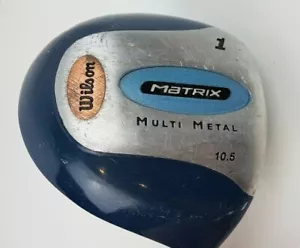 1
Wilson
MATRIX
MULTI METAL
10.5